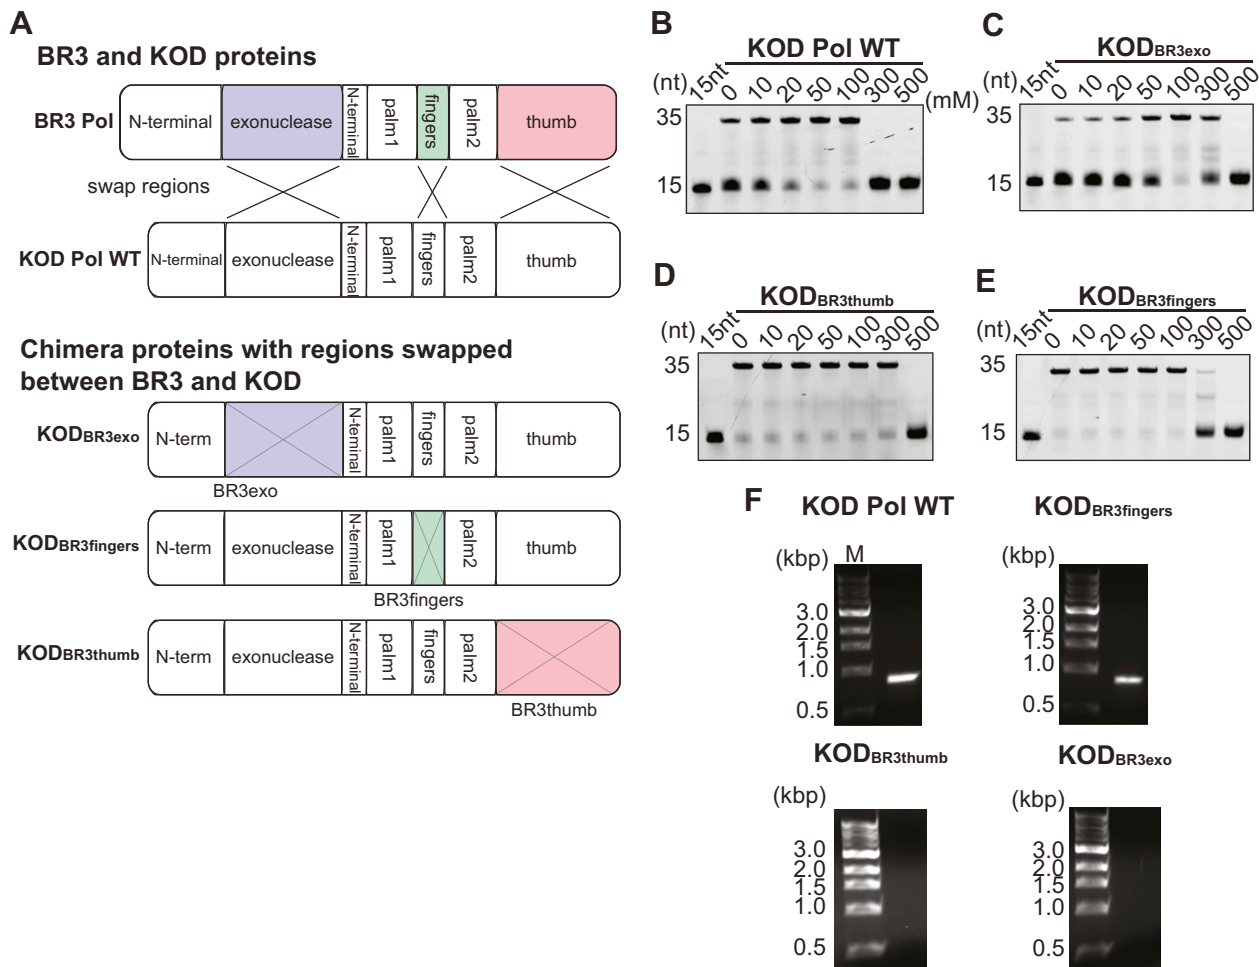 A
BR3 and KOD proteins
BR3 Pol
N-terminal
exonuclease
N-terminal
palm1
fingers
palm2
thumb
swap regions
KOD Pol WT
N-terminal
exonuclease
N-terminal
palm1
fingers
palm2
thumb
Chimera proteins with regions swapped
between BR3 and KOD
KODBR3exo
N-term
N-terminal
palm1
fingers
palm2
thumb
BR3exo
KODBR3fingers
N-term
exonuclease
N-terminal
palm1
palm2
thumb
BR3fingers
KODBR3thumb
N-term
exonuclease
N-terminal
palm1
fingers
palm2
BR3thumb
B
KOD Pol WT
(nt) 15nt 0 10 20 50 100 300 500 (mM)
35
15
C
KODBR3exo
(nt) 15nt 0 10 20 50 100 300 500
35
15
D
KODBR3thumb
(nt) 15nt 0 10 20 50 100 300 500
35
15
E
KODBR3fingers
(nt) 15nt 0 10 20 50 100 300 500
35
15
F
KOD Pol WT
(kbp) M
3.0
2.0
1.5
1.0
0.5
KODBR3fingers
(kbp)
3.0
2.0
1.5
1.0
0.5
KODBR3thumb
(kbp)
3.0
2.0
1.5
1.0
0.5
KODBR3exo
(kbp)
3.0
2.0
1.5
1.0
0.5